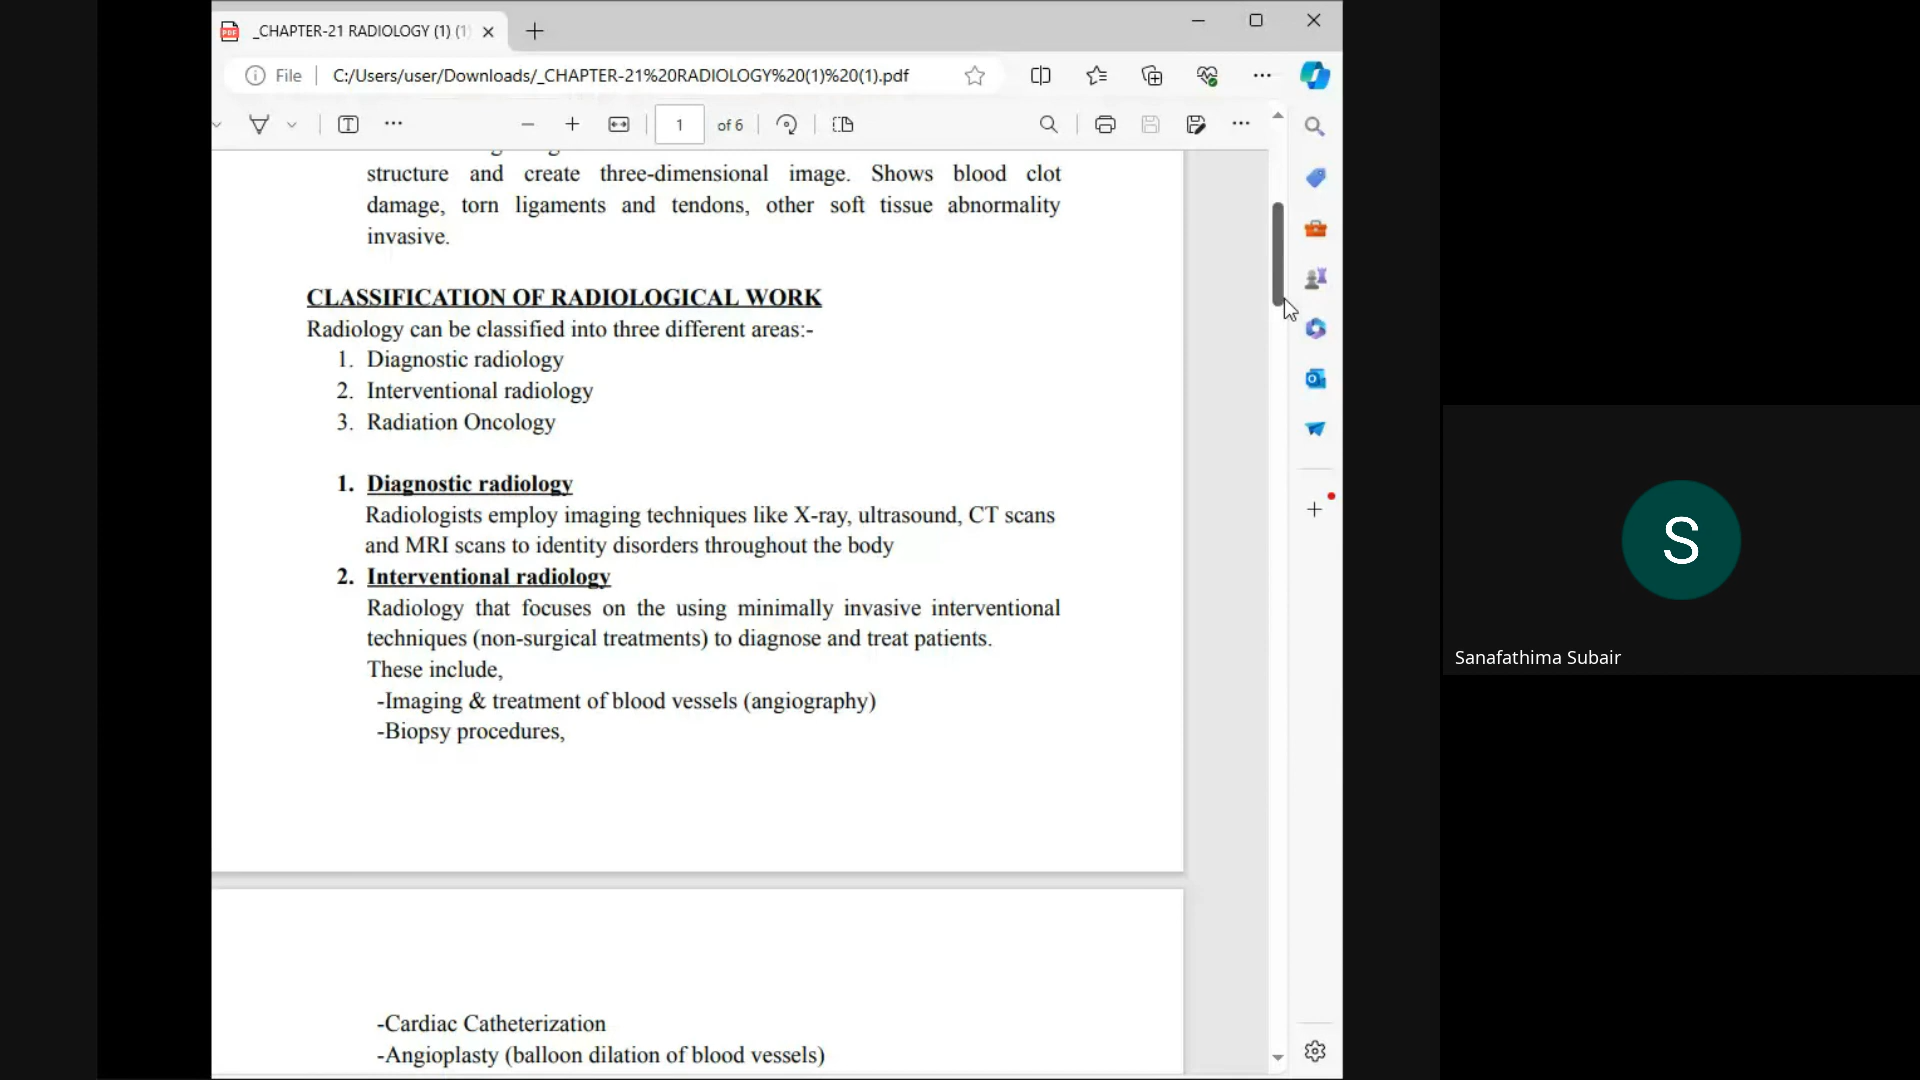 _CHAPTER-21 RADIOLOGY (1) (1)
File
C:/Users/user/Downloads/_CHAPTER-21%20RADIOLOGY%20(1)%20(1).pdf
1 of 6
structure and create three-dimensional image. Shows blood clot
damage, torn ligaments and tendons, other soft tissue abnormality
invasive.
CLASSIFICATION OF RADIOLOGICAL WORK
Radiology can be classified into three different areas:-
1. Diagnostic radiology
2. Interventional radiology
3. Radiation Oncology
1. Diagnostic radiology
Radiologists employ imaging techniques like X-ray, ultrasound, CT scans
and MRI scans to identity disorders throughout the body
2. Interventional radiology
Radiology that focuses on the using minimally invasive interventional
techniques (non-surgical treatments) to diagnose and treat patients.
These include,
-Imaging & treatment of blood vessels (angiography)
-Biopsy procedures,
-Cardiac Catheterization
-Angioplasty (balloon dilation of blood vessels)
S
Sanafathima Subair